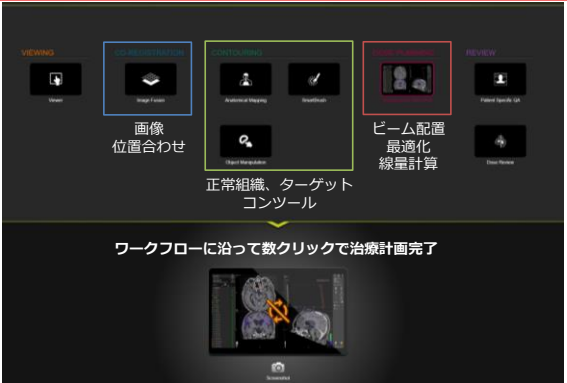 VIEWING
CO-REGISTRATION
CONTOURING
REVIEW
Viewer
Image Fusion
Anatomical Mapping
SmartBrush
Patient Specific QA
画像
位置合わせ
Object Manipulation
ビーム配置
最適化
線量計算
Dose Review
正常組織、ターゲット
コンツール
ワークフローに沿って数クリックで治療計画完了
Screenshot